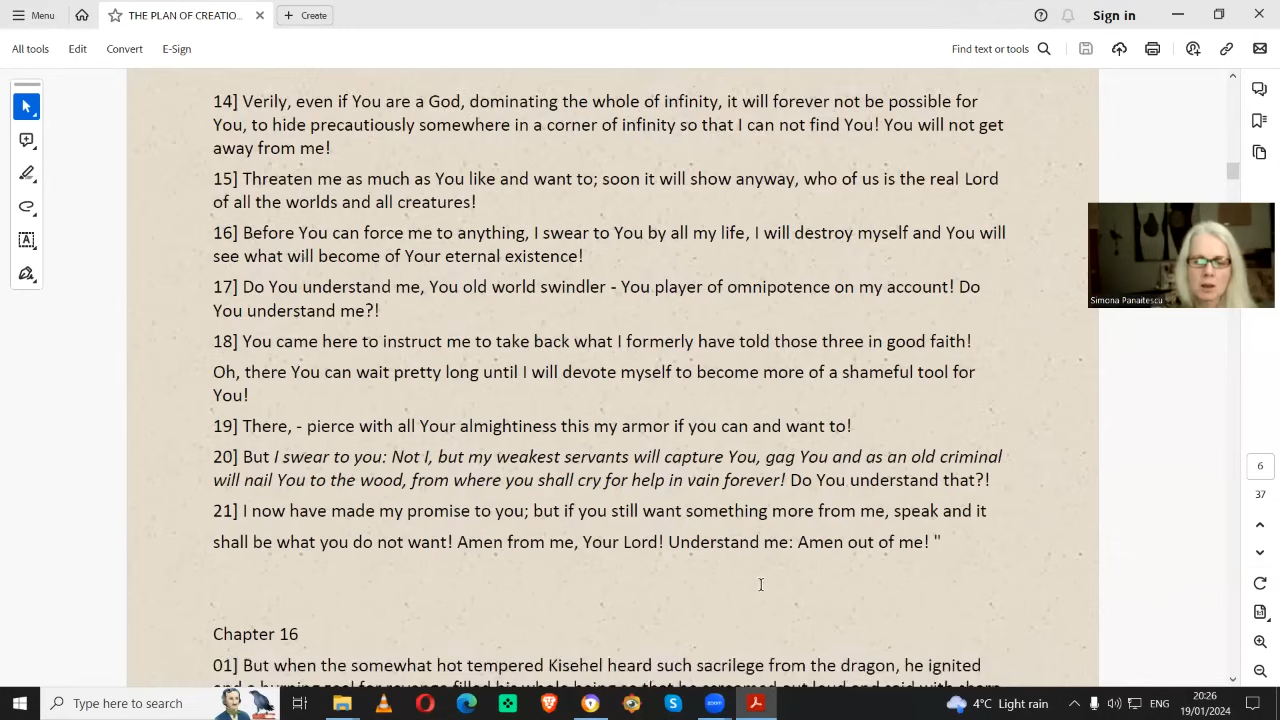 Menu
THE PLAN OF CREATIO...
Create
Sign in
All tools
Edit
Convert
E-Sign
Find text or tools
14] Verily, even if You are a God, dominating the whole of infinity, it will forever not be possible for
You, to hide precautiously somewhere in a corner of infinity so that I can not find You! You will not get
away from me!
15] Threaten me as much as You like and want to; soon it will show anyway, who of us is the real Lord
of all the worlds and all creatures!
16] Before You can force me to anything, I swear to You by all my life, I will destroy myself and You will
see what will become of Your eternal existence!
17] Do You understand me, You old world swindler - You player of omnipotence on my account! Do
You understand me?!
18] You came here to instruct me to take back what I formerly have told those three in good faith!
Oh, there You can wait pretty long until I will devote myself to become more of a shameful tool for
You!
19] There, - pierce with all Your almightiness this my armor if you can and want to!
20] But I swear to you: Not I, but my weakest servants will capture You, gag You and as an old criminal
will nail You to the wood, from where you shall cry for help in vain forever! Do You understand that?!
21] I now have made my promise to you; but if you still want something more from me, speak and it
shall be what you do not want! Amen from me, Your Lord! Understand me: Amen out of me! "
Chapter 16
01] But when the somewhat hot tempered Kisehel heard such sacrilege from the dragon, he ignited
Simona Panaitescu
6
37
Type here to search
zoom
4°C Light rain
ENG
20:26
19/01/2024